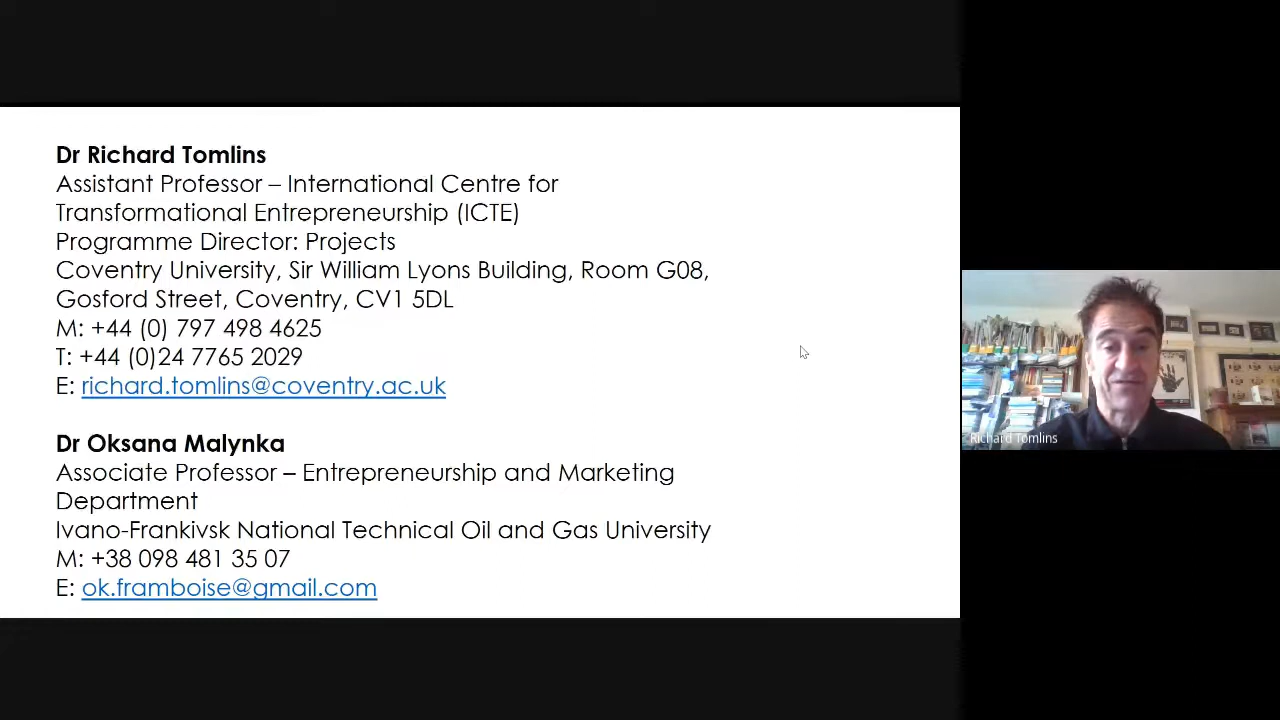 Dr Richard Tomlins
Assistant Professor – International Centre for
Transformational Entrepreneurship (ICTE)
Programme Director: Projects
Coventry University, Sir William Lyons Building, Room G08,
Gosford Street, Coventry, CV1 5DL
M: +44 (0) 797 498 4625
T: +44 (0)24 7765 2029
E: richard.tomlins@coventry.ac.uk
Dr Oksana Malynka
Associate Professor – Entrepreneurship and Marketing
Department
Ivano-Frankivsk National Technical Oil and Gas University
M: +38 098 481 35 07
E: ok.framboise@gmail.com
Richard Tomlins